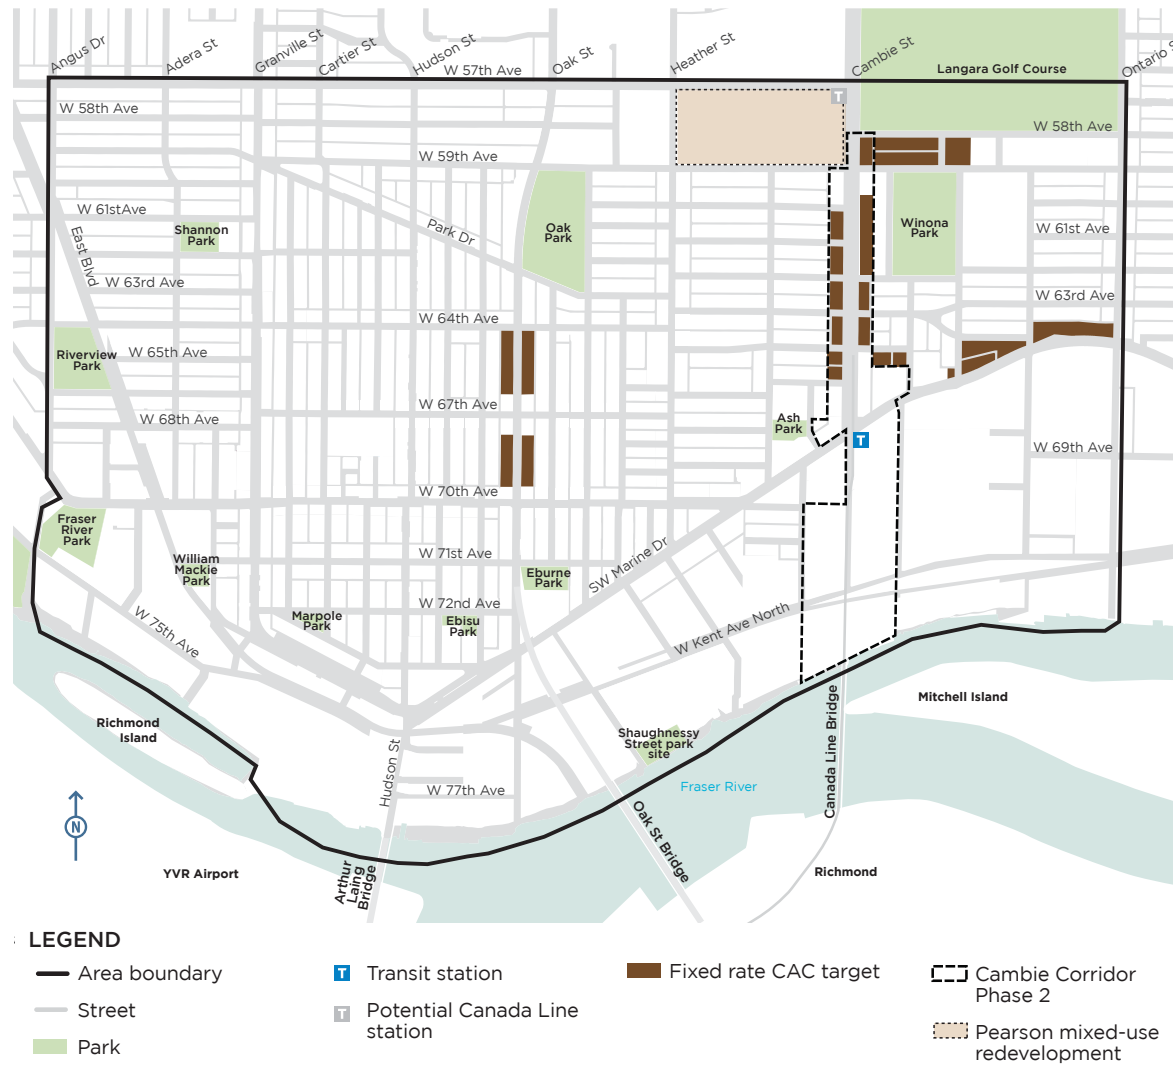 Angus Dr
Adera St
Granville St
Cartier St
Hudson St
Oak St
Heather St
Cambie St
Ontario S
W 57th Ave
Langara Golf Course
T
W 58th Ave
W 58th Ave
W 59th Ave
W 61stAve
Shannon
Park
Park Dr
Oak
Park
Winona
Park
W 61st Ave
East Blvd
W 63rd Ave
W 63rd Ave
W 64th Ave
Riverview
Park
W 65th Ave
W 67th Ave
W 68th Ave
Ash
Park
T
W 69th Ave
W 70th Ave
Fraser
River
Park
William
Mackie
Park
W 71st Ave
Eburne
Park
SW Marine Dr
W 72nd Ave
Marpole
Park
Ebisu
Park
W 75th Ave
W Kent Ave North
Mitchell Island
Richmond
Island
Shaughnessy
Street park
site
Hudson St
Canada Line Bridge
Fraser River
W 77th Ave
Oak St Bridge
N
YVR Airport
Arthur
Laing
Bridge
Richmond
LEGEND
Area boundary
Street
Park
T Transit station
T Potential Canada Line
station
Fixed rate CAC target
Cambie Corridor
Phase 2
Pearson mixed-use
redevelopment